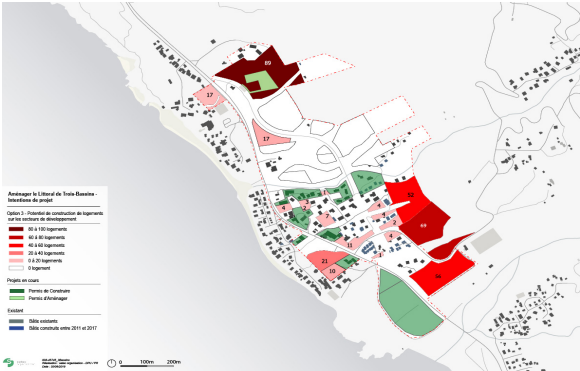 89
17
17
52
69
21
10
11
7
Aménager le Littoral de Trois-Bassins -
Intentions de projet
Option 3 - Potentiel de construction de logements
sur les secteurs de développement
80 à 100 logements
60 à 80 logements
40 à 60 logements
20 à 40 logements
0 à 20 logements
0 logement
Projets en cours
Permis de Construire
Permis d'Aménager
Existant
Bâtis existants
Bâtis construits entre 2011 et 2017
0 100m 200m